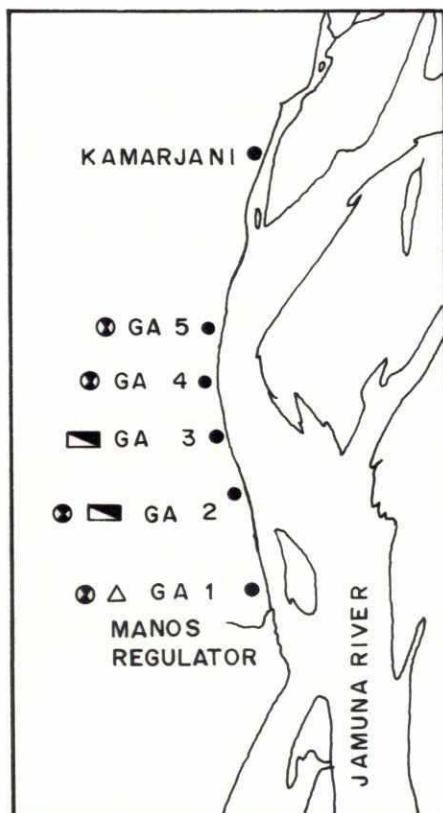 KAMARJANI
GA 5
GA 4
GA 3
GA 2
GA 1
MANOS
REGULATOR
JAMUNA RIVER